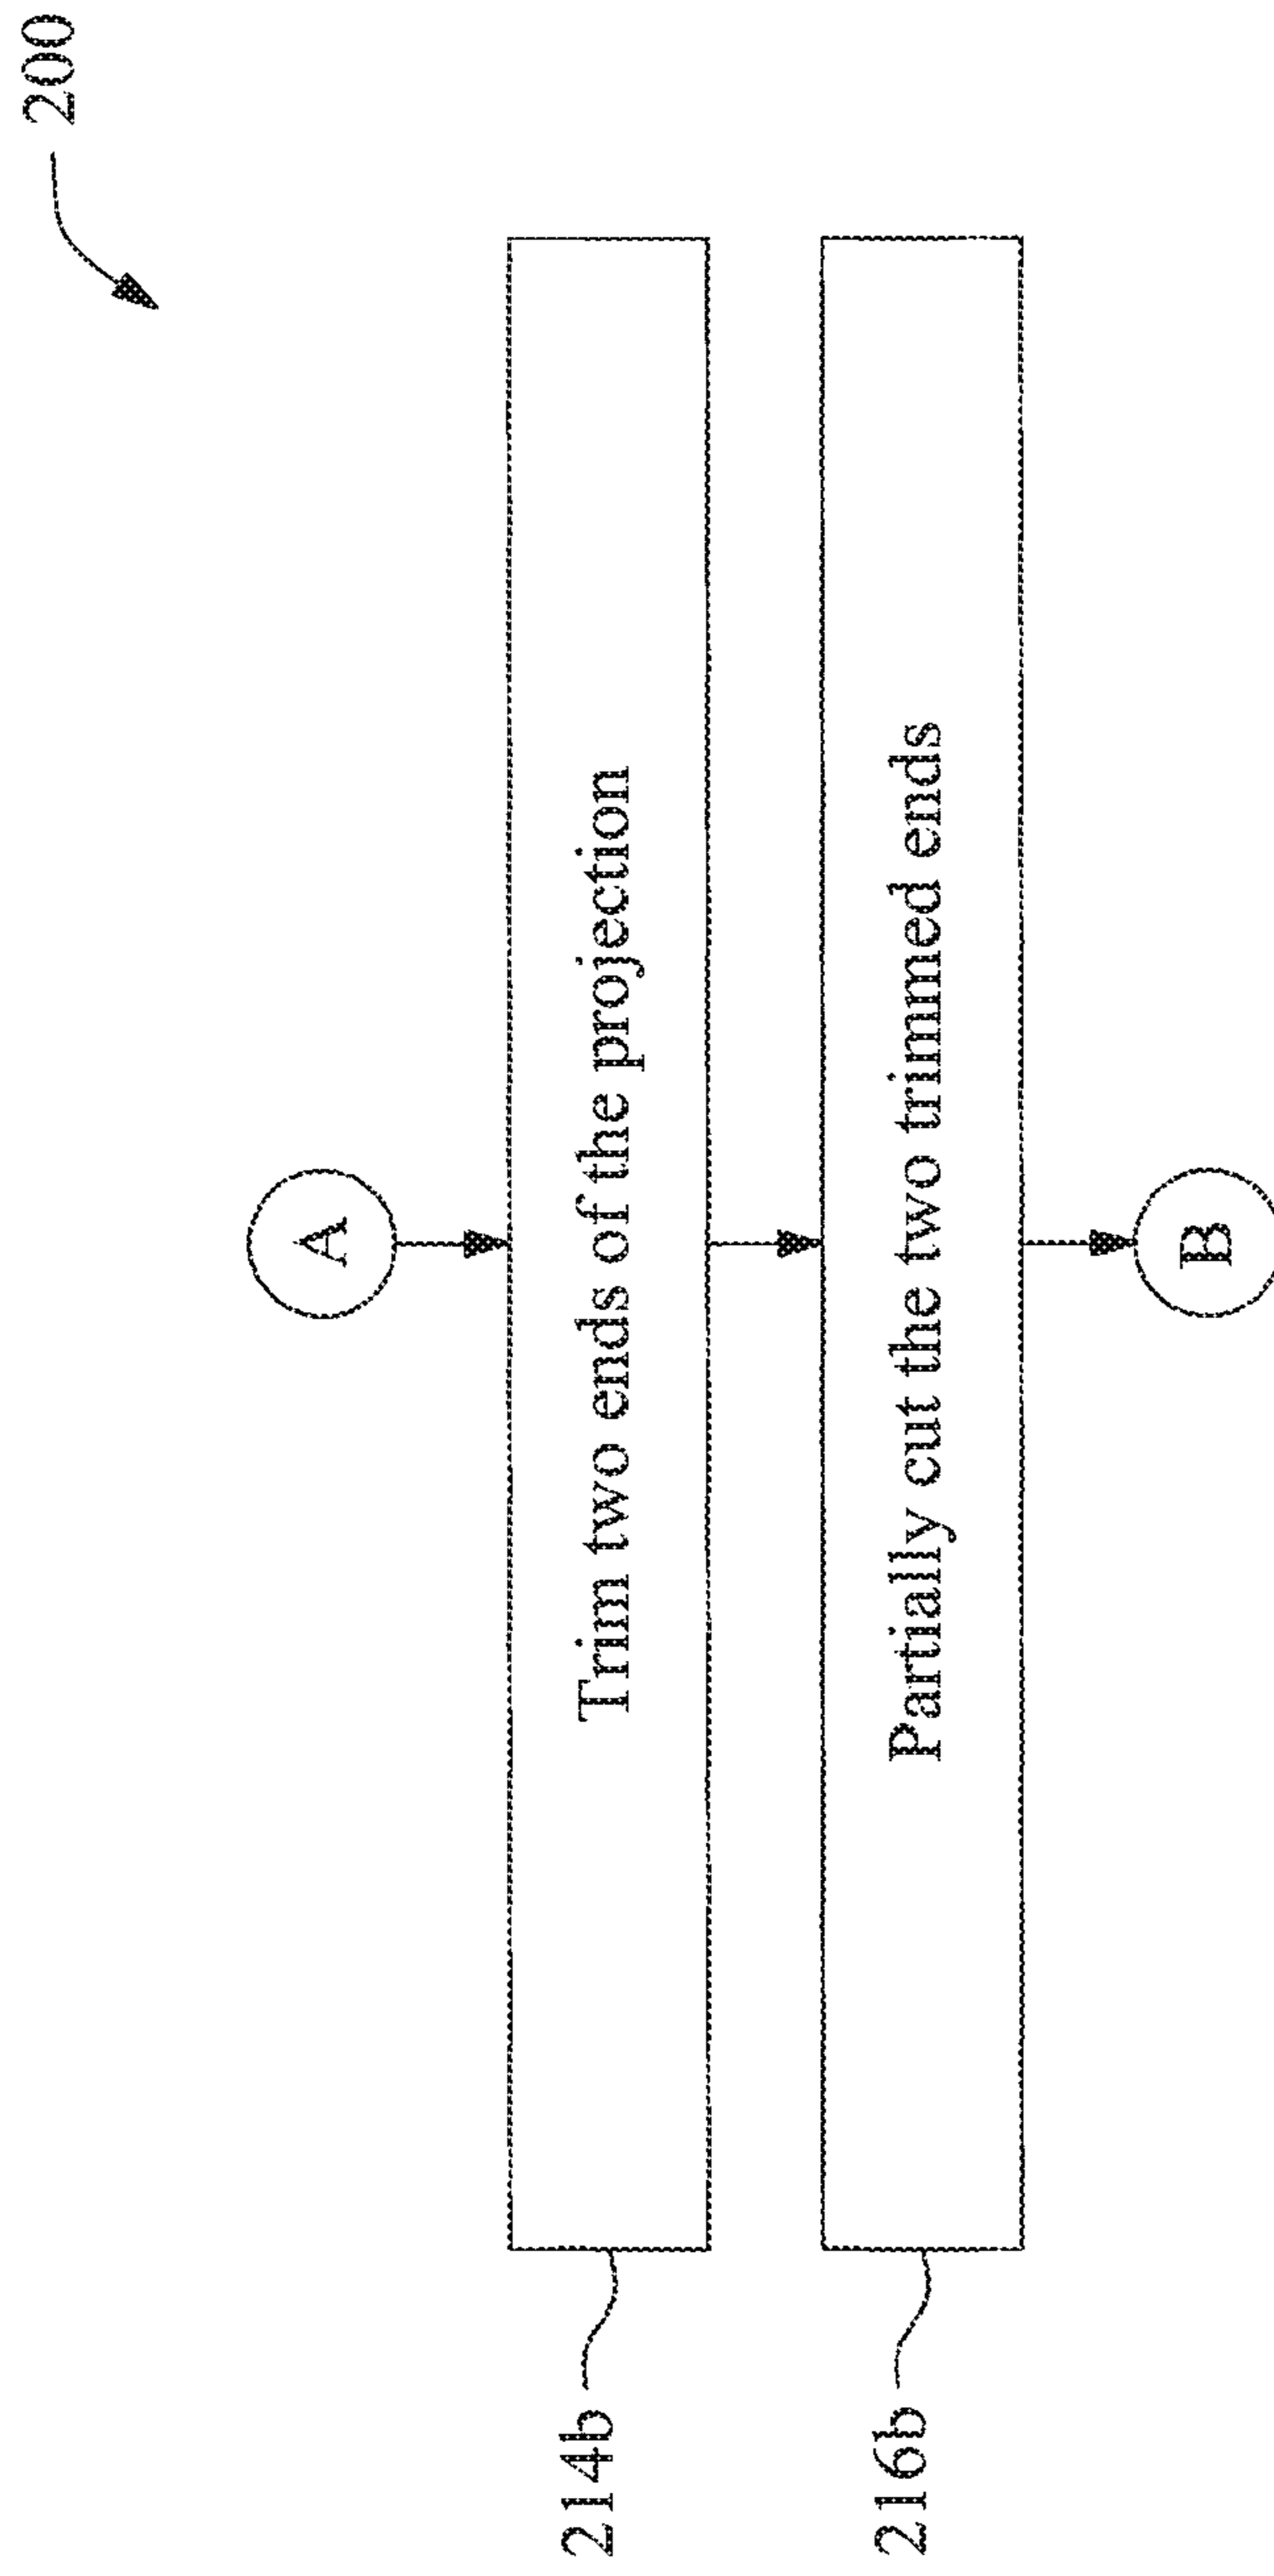 200
A
214b
Trim two ends of the projection
216b
Partially cut the two trimmed ends
B